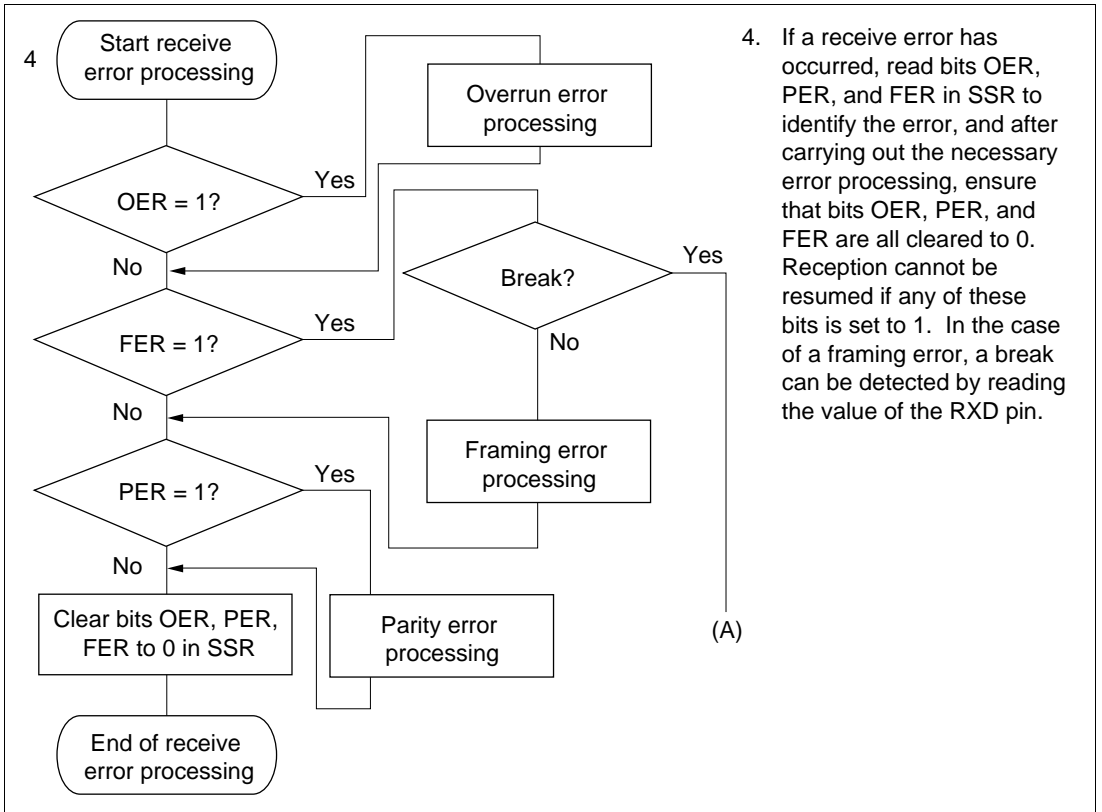 4
Start receive
error processing
Overrun error
processing
Yes
OER = 1?
No
Yes
Break?
Yes
FER = 1?
No
No
Framing error
processing
Yes
PER = 1?
No
Clear bits OER, PER,
FER to 0 in SSR
Parity error
processing
(A)
End of receive
error processing
4. If a receive error has
occurred, read bits OER,
PER, and FER in SSR to
identify the error, and after
carrying out the necessary
error processing, ensure
that bits OER, PER, and
FER are all cleared to 0.
Reception cannot be
resumed if any of these
bits is set to 1. In the case
of a framing error, a break
can be detected by reading
the value of the RXD pin.